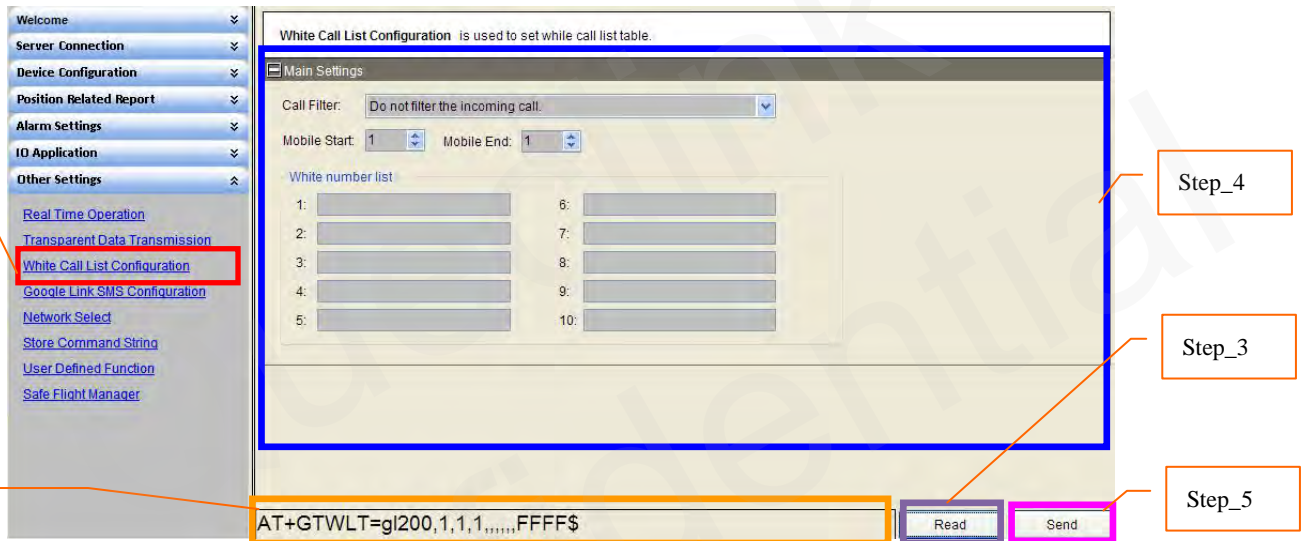 Welcome
Server Connection
Device Configuration
Position Related Report
Alarm Settings
IO Application
Other Settings
Real Time Operation
Transparent Data Transmission
White Call List Configuration
Google Link SMS Configuration
Network Select
Store Command String
User Defined Function
Safe Flight Manager
White Call List Configuration is used to set while call list table.
Main Settings
Call Filter: Do not filter the incoming call.
Mobile Start: 1 Mobile End: 1
White number list
1: 6:
2: 7:
3: 8:
4: 9:
5: 10:
AT+GTWLT=gl200,1,1,1,,,,,,FFFF$
Read Send
Step_4
Step_3
Step_5